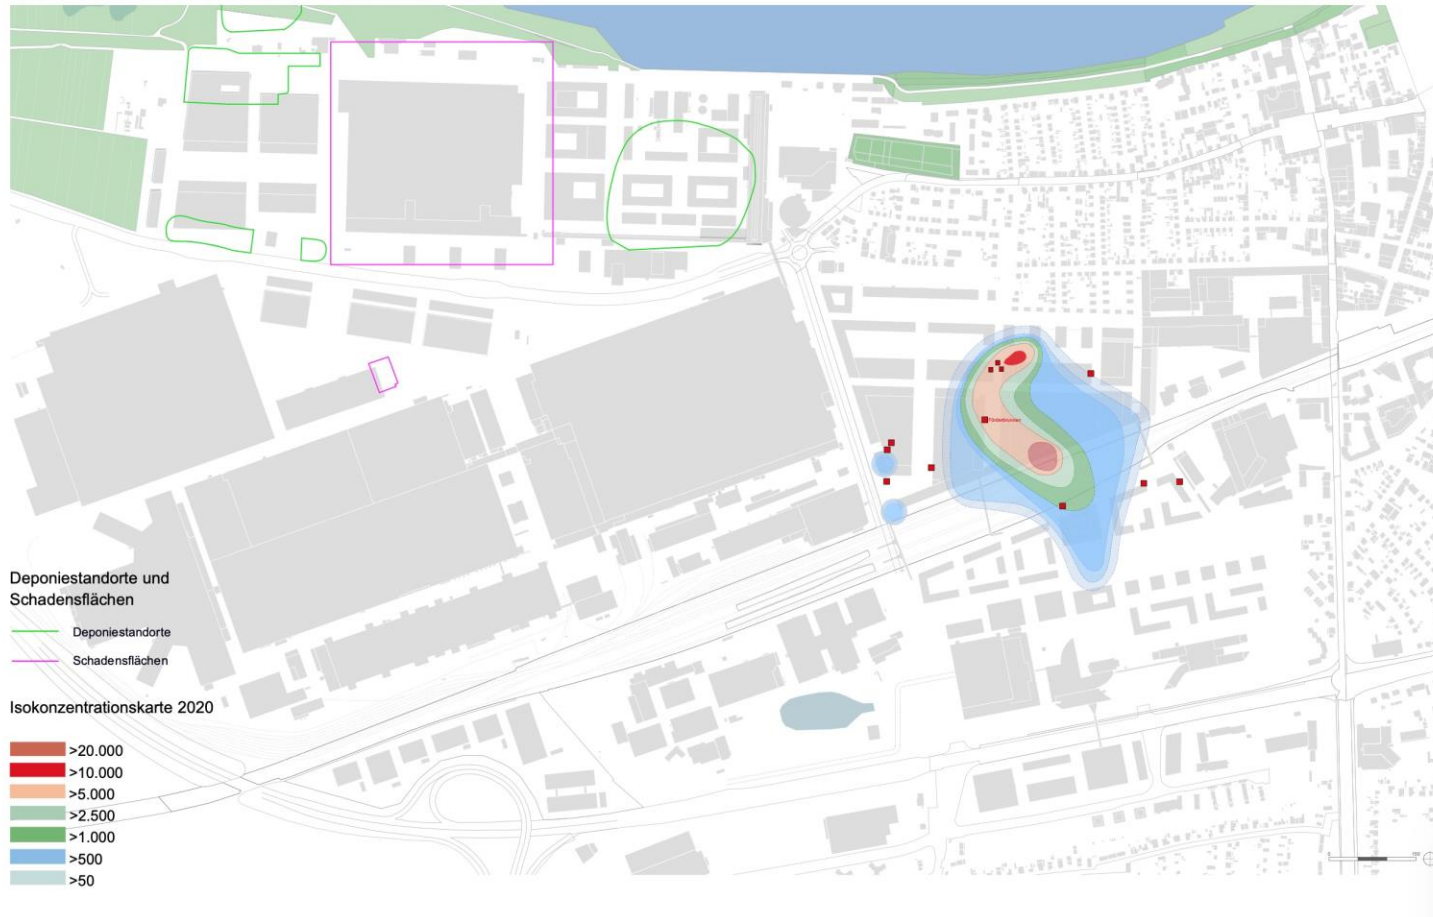 Förderbrunnen
Deponiestandorte und
Schadensflächen
Deponiestandorte
Schadensflächen
Isokonzentrationskarte 2020
>20.000
>10.000
>5.000
>2.500
>1.000
>500
>50